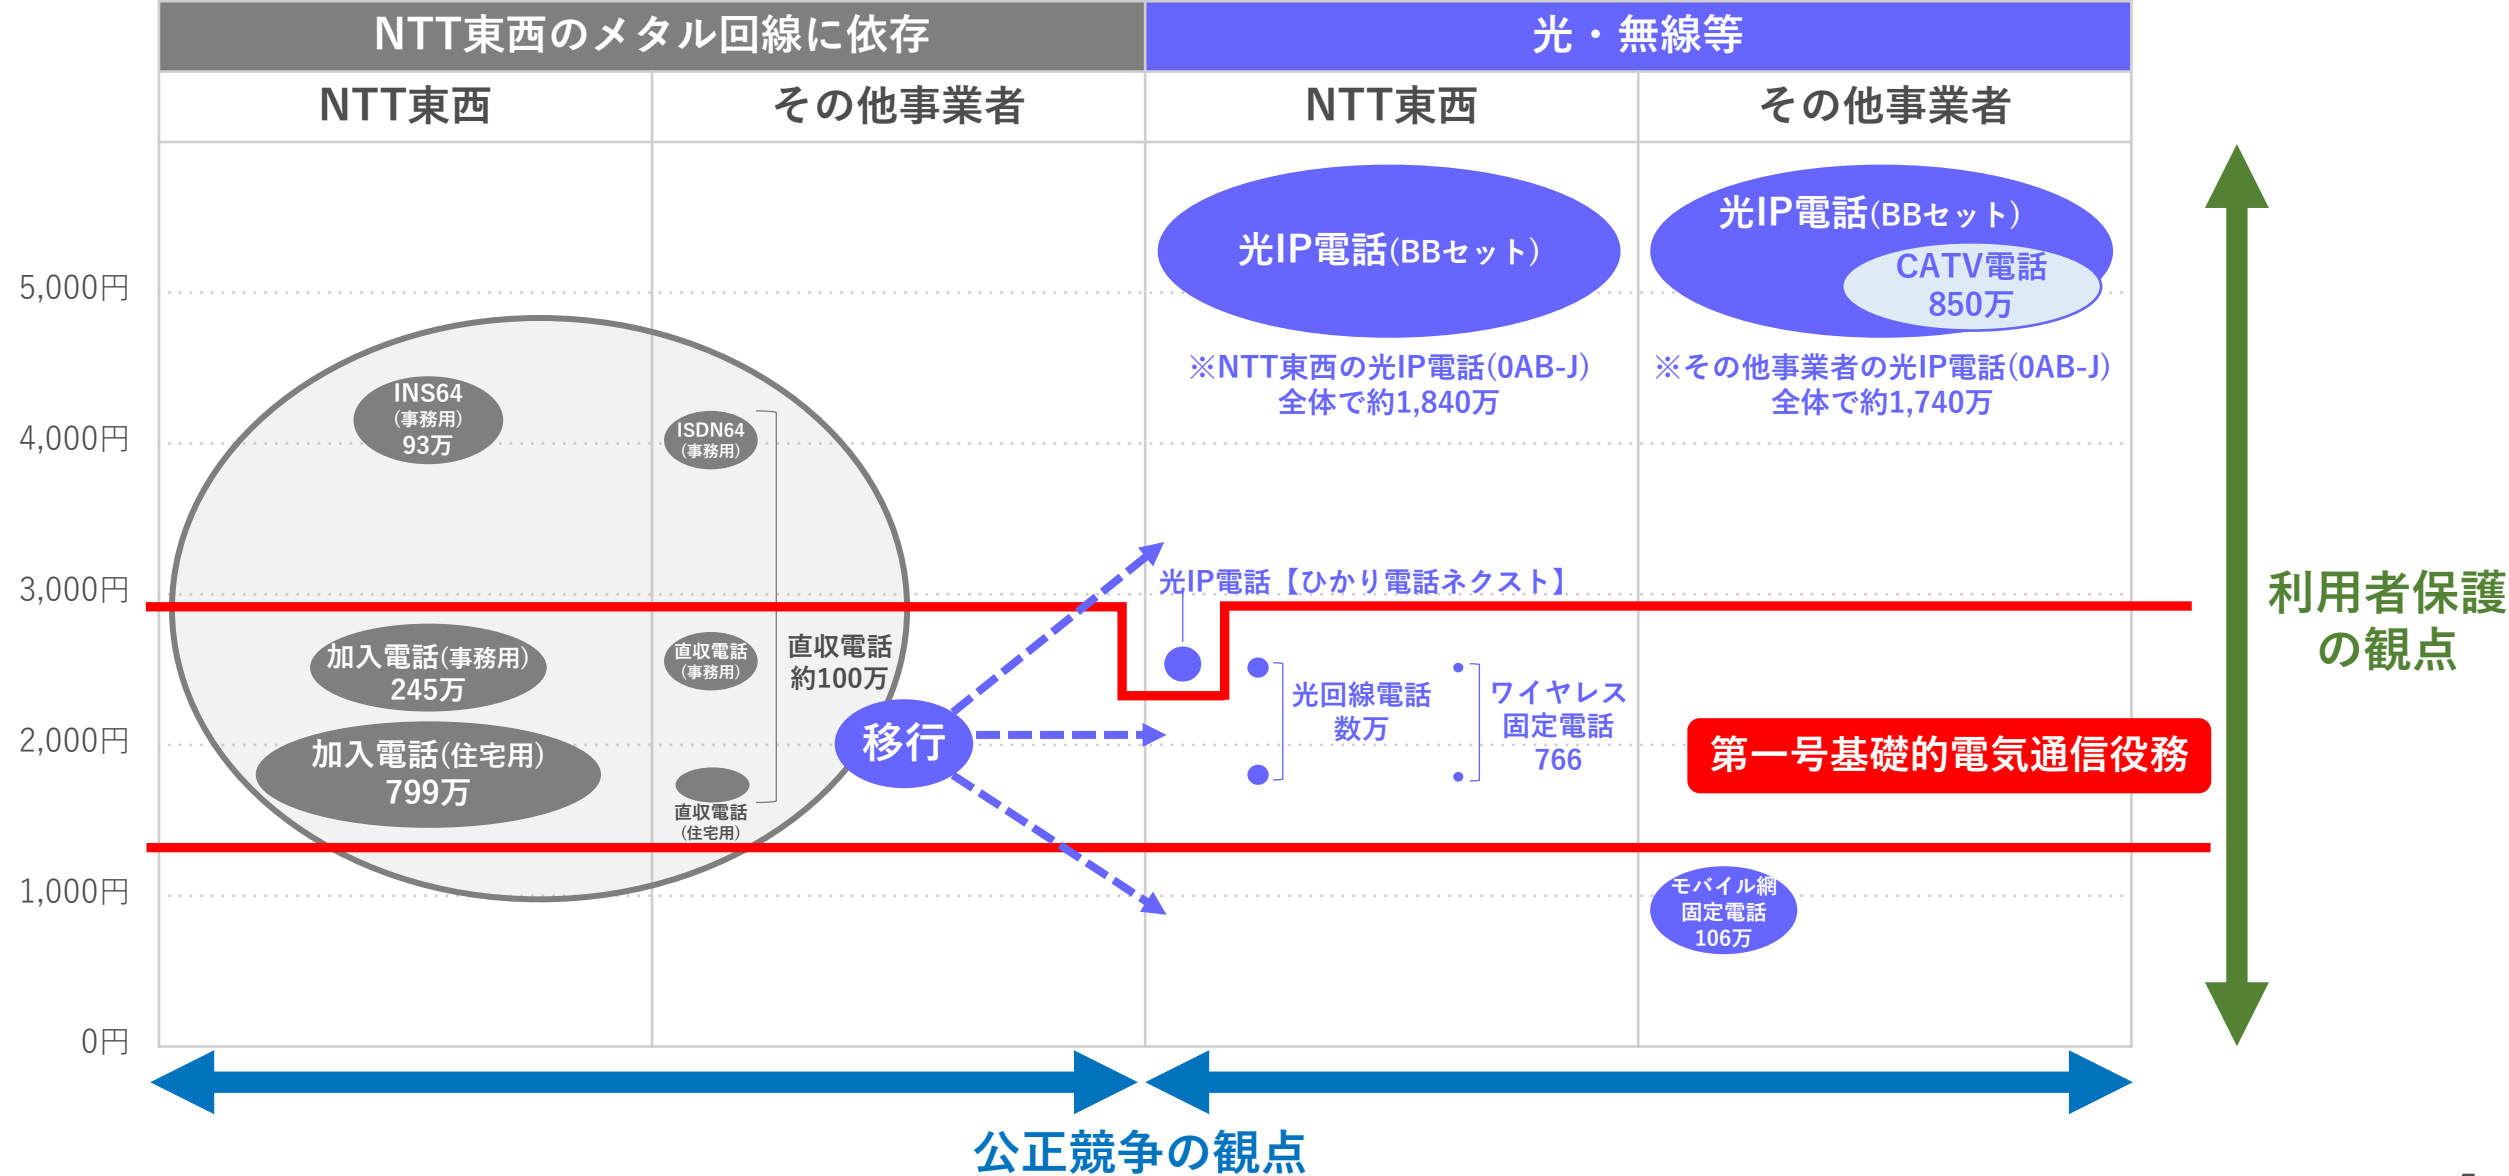 NTT東西のメタル回線に依存
光・無線等
NTT東西
その他事業者
NTT東西
その他事業者
5,000円
4,000円
3,000円
2,000円
1,000円
0円
INS64
(事務用)
93万
加入電話(事務用)
245万
加入電話(住宅用)
799万
ISDN64
(事務用)
直収電話
(事務用)
直収電話
(住宅用)
直収電話
約100万
移行
光IP電話(BBセット)
※NTT東西の光IP電話(0AB-J)
全体で約1,840万
光IP電話【ひかり電話ネクスト】
光回線電話
数万
ワイヤレス
固定電話
766
光IP電話(BBセット)
CATV電話
850万
※その他事業者の光IP電話(0AB-J)
全体で約1,740万
第一号基礎的電気通信役務
モバイル網
固定電話
106万
利用者保護
の観点
公正競争の観点